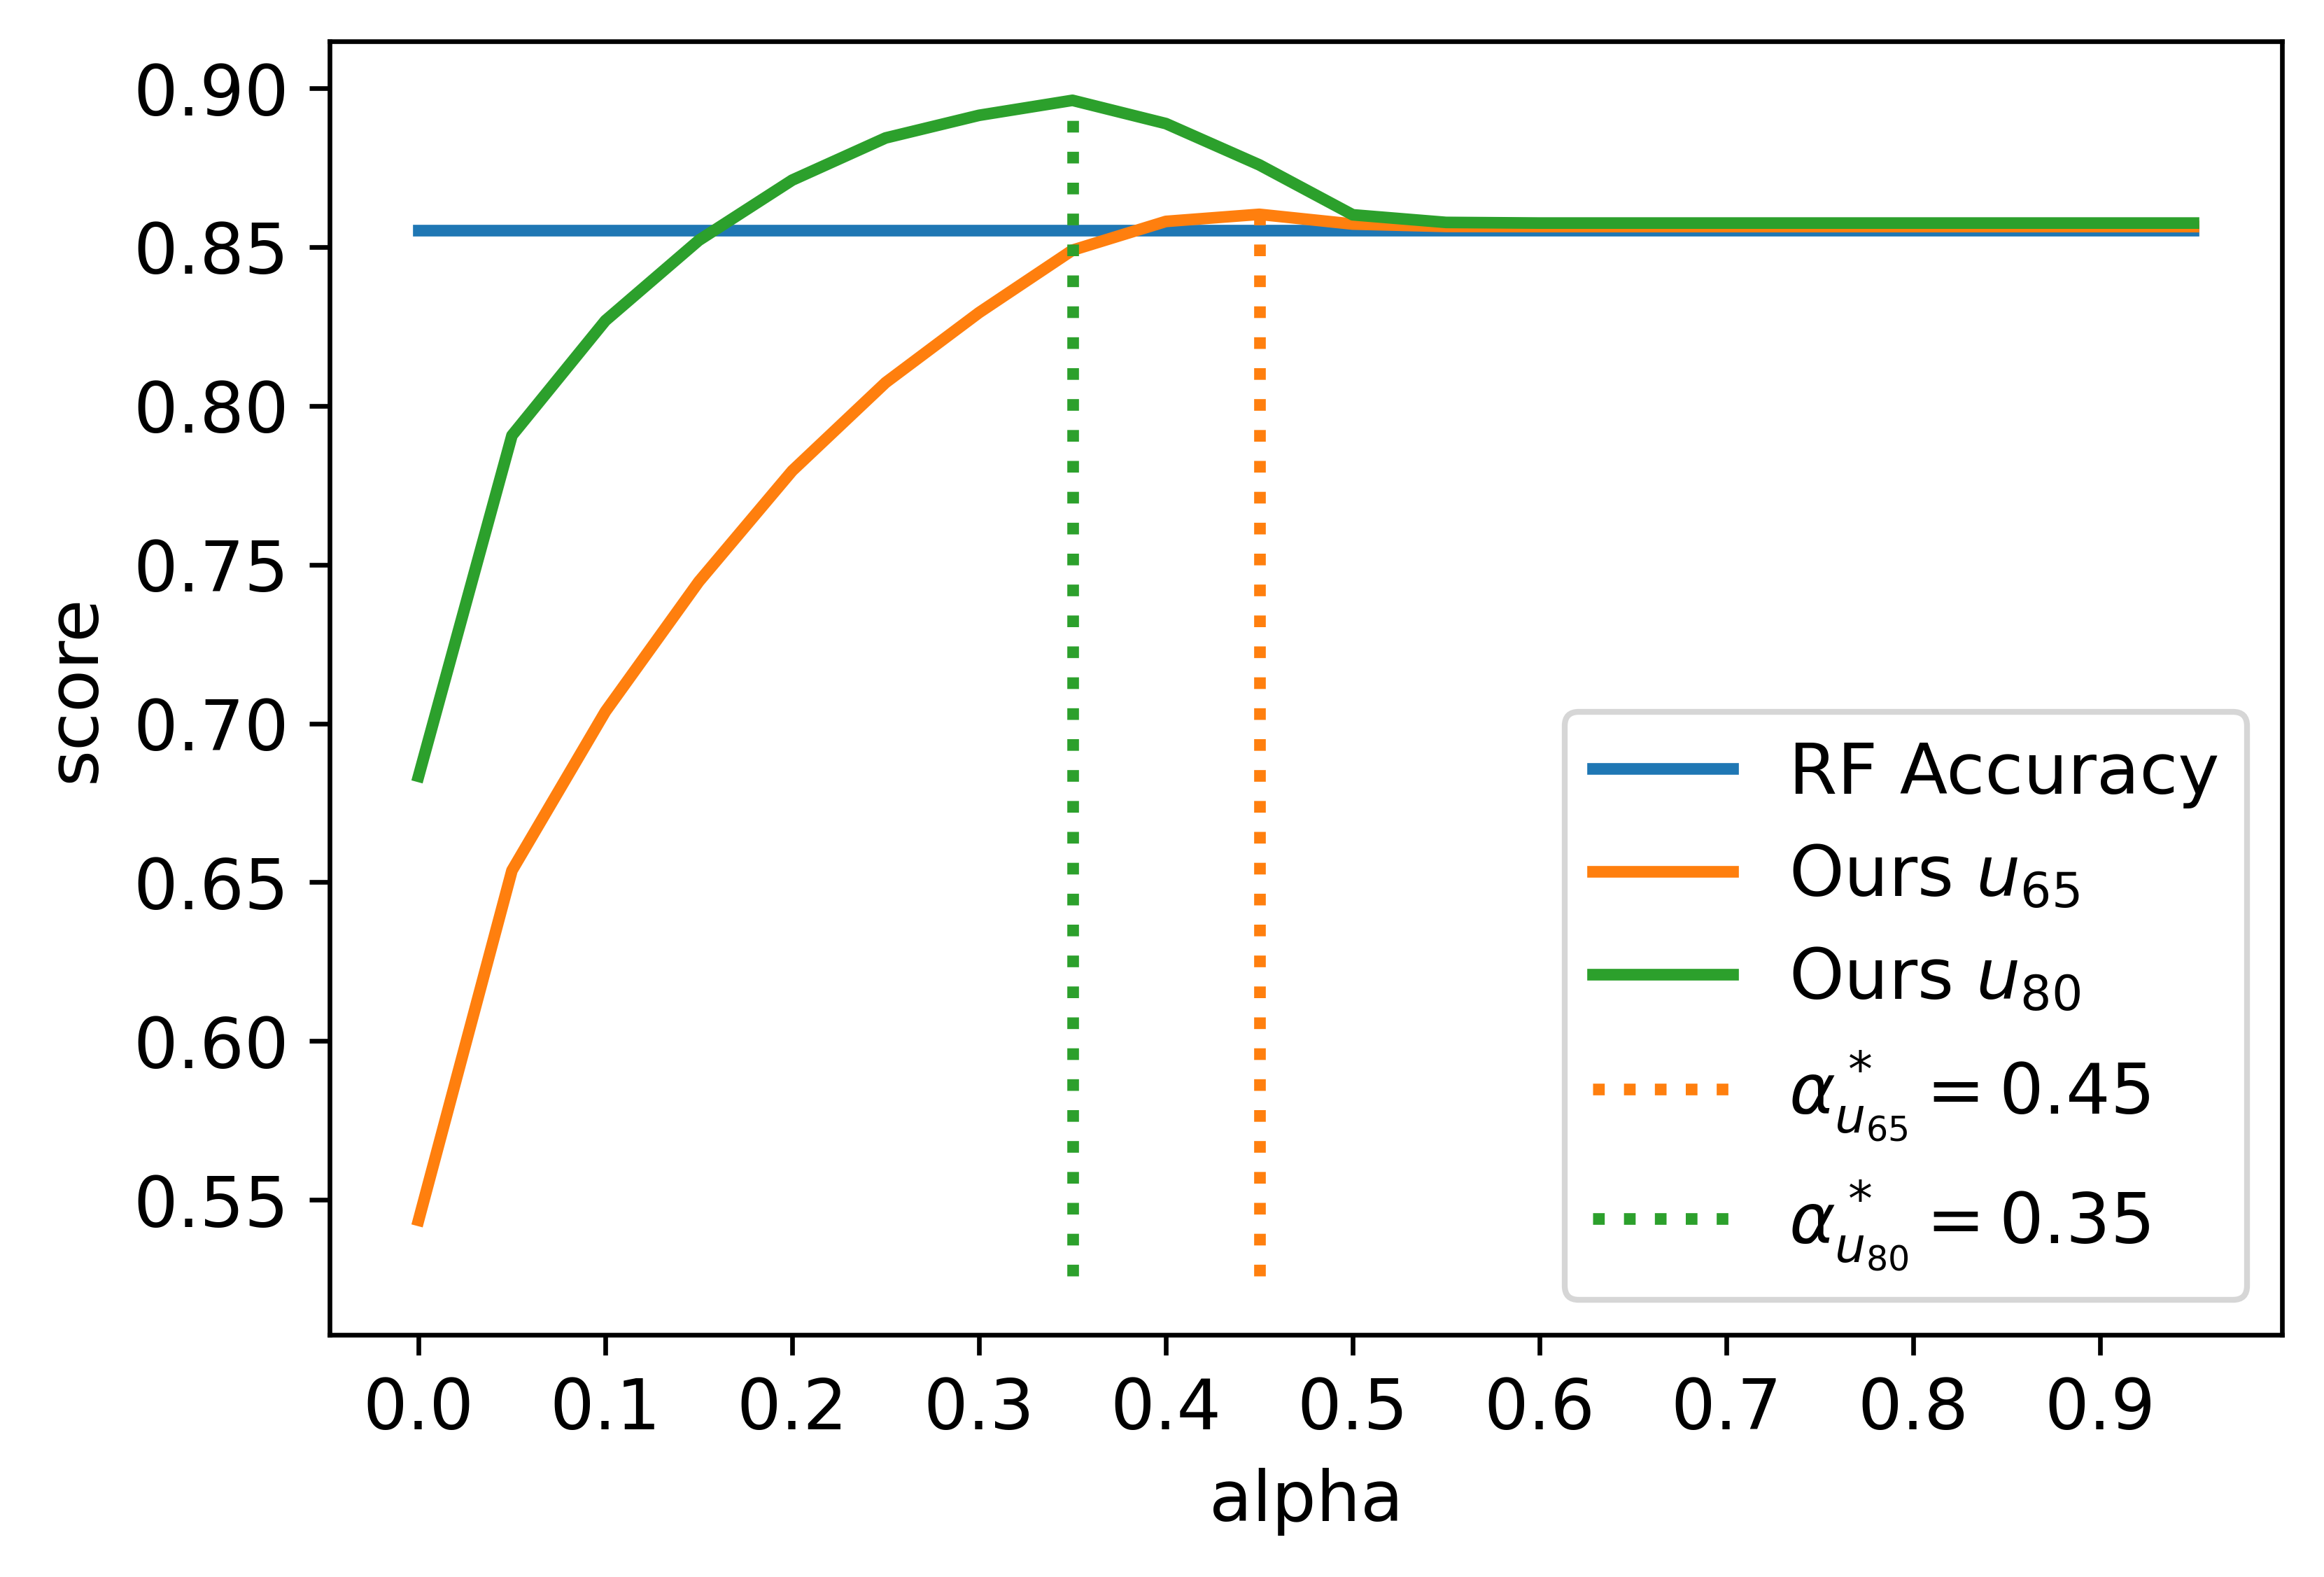 0.90
0.85
0.80
0.75
0.70
0.65
0.60
0.55
score
RF Accuracy
Ours u₆₅
Ours u₈₀
α*ᵤ₆₅ = 0.45
α*ᵤ₈₀ = 0.35
0.0 0.1 0.2 0.3 0.4 0.5 0.6 0.7 0.8 0.9
alpha